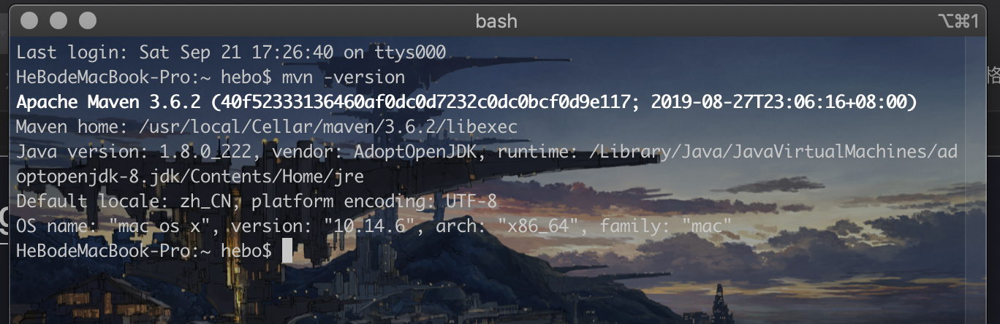 bash
⌥⌘1
Last login: Sat Sep 21 17:26:40 on ttys000
HeBodeMacBook-Pro:~ hebo$ mvn -version
Apache Maven 3.6.2 (40f52333136460af0dc0d7232c0dc0bcf0d9e117; 2019-08-27T23:06:16+08:00)
Maven home: /usr/local/Cellar/maven/3.6.2/libexec
Java version: 1.8.0_222, vendor: AdoptOpenJDK, runtime: /Library/Java/JavaVirtualMachines/ad
optopenjdk-8.jdk/Contents/Home/jre
Default locale: zh_CN, platform encoding: UTF-8
OS name: "mac os x", version: "10.14.6", arch: "x86_64", family: "mac"
HeBodeMacBook-Pro:~ hebo$
格